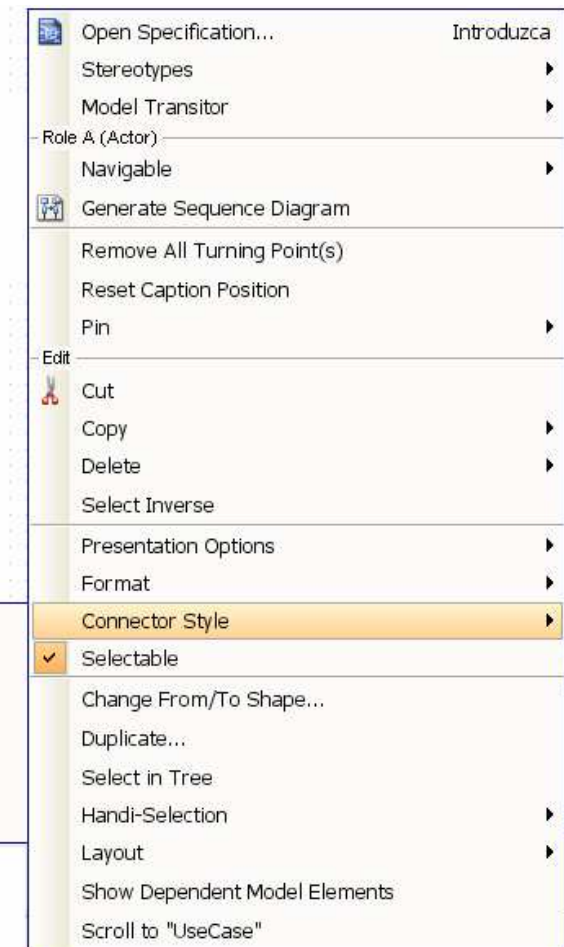 Open Specification... Introduzca
Stereotypes
Model Transitor
Role A (Actor)
Navigable
Generate Sequence Diagram
Remove All Turning Point(s)
Reset Caption Position
Pin
Edit
Cut
Copy
Delete
Select Inverse
Presentation Options
Format
Connector Style
Selectable
Change From/To Shape...
Duplicate...
Select in Tree
Handi-Selection
Layout
Show Dependent Model Elements
Scroll to "UseCase"